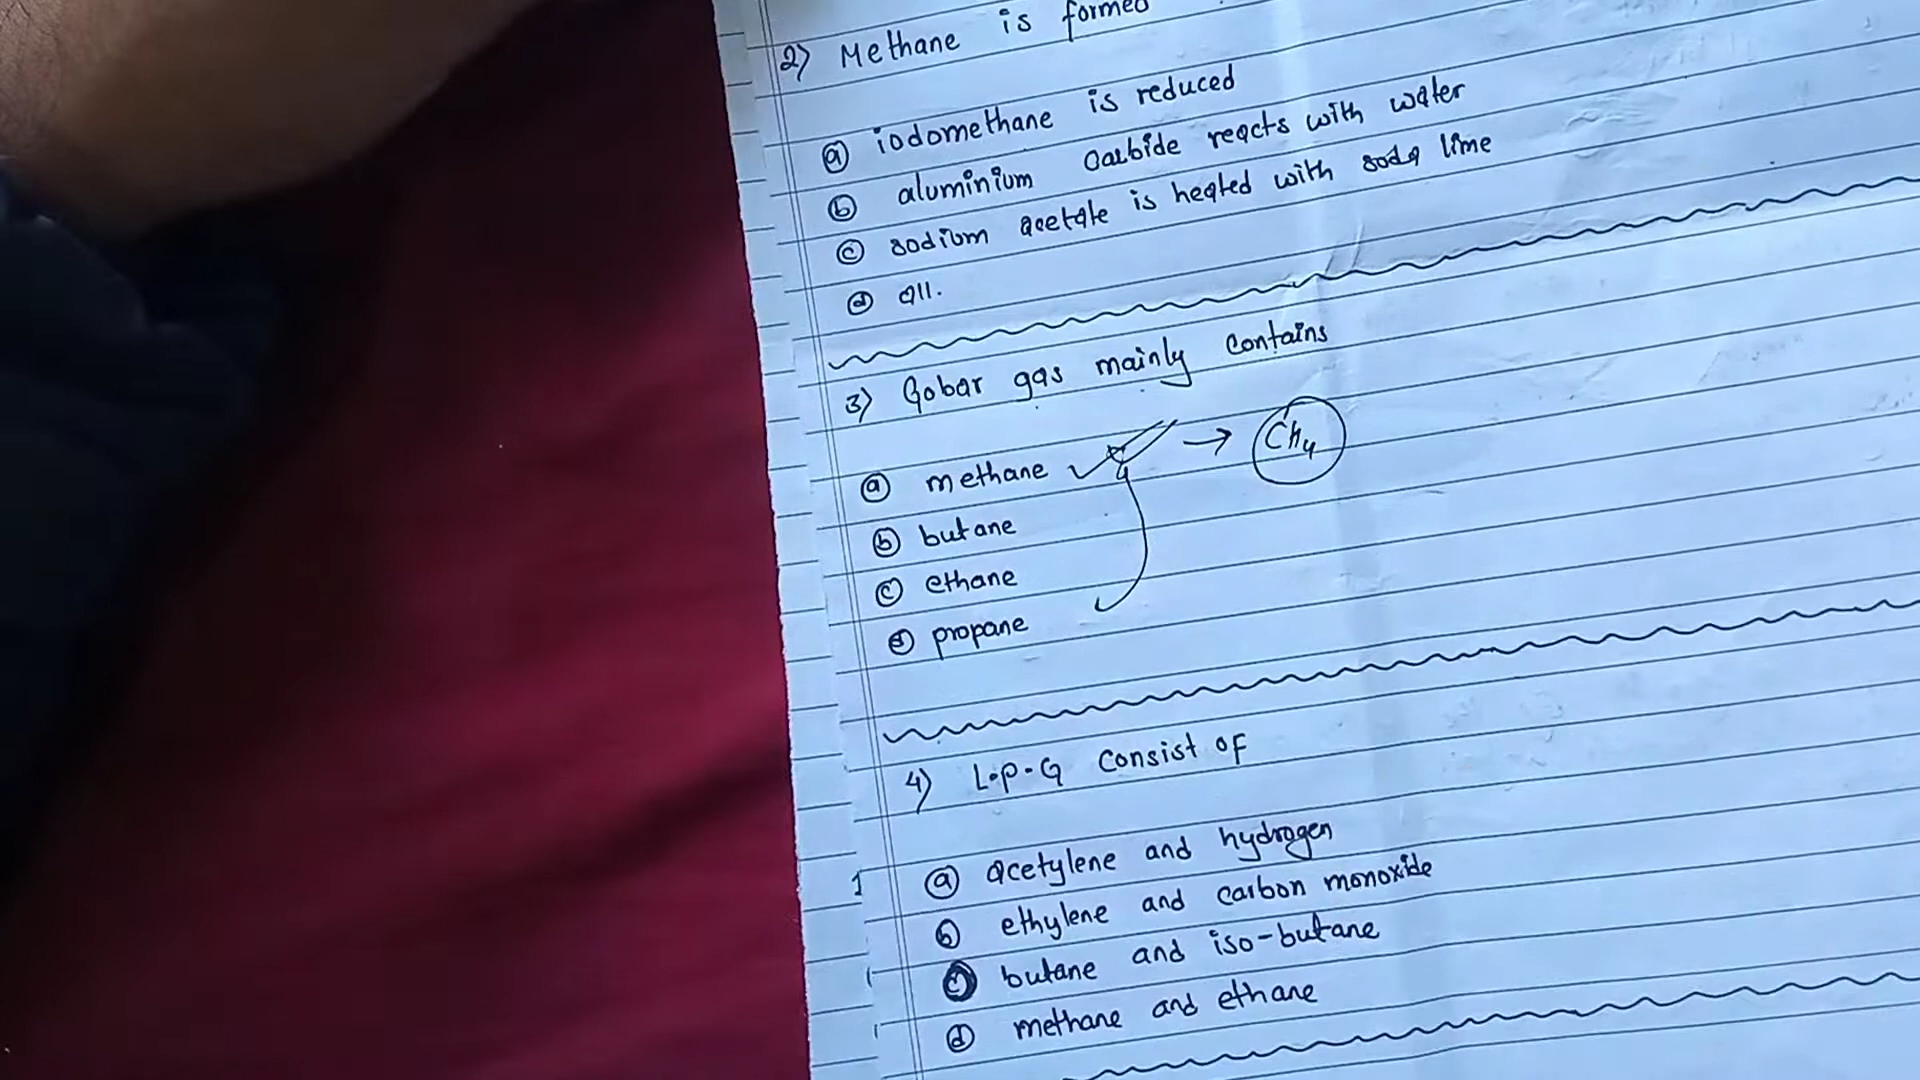 2) Methane is formed
ⓐ iodomethane is reduced
ⓑ aluminium carbide reacts with water
ⓒ sodium acetate is heated with soda lime
ⓓ all.
3) Gobar gas mainly contains
ⓐ methane ✓ → CH₄
ⓑ butane
ⓒ ethane
ⓓ propane
4) L.P.G consist of
ⓐ acetylene and hydrogen
ⓑ ethylene and carbon monoxide
ⓒ butane and iso-butane
ⓓ methane and ethane